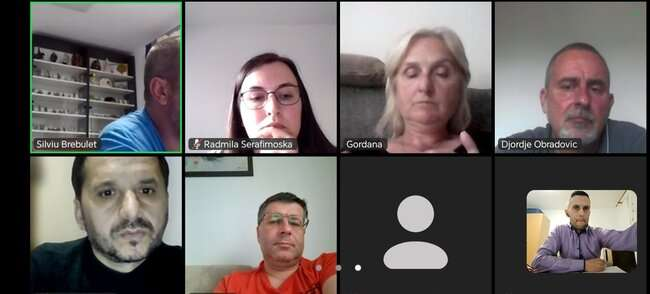 Silviu Brebulet
Radmila Serafimoska
Gordana
Djordje Obradovic